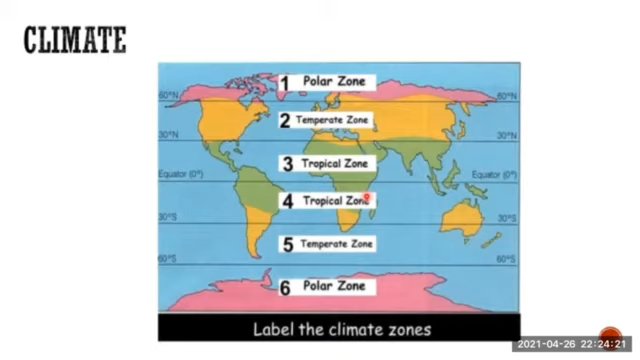 CLIMATE
1 Polar Zone
60°N 60°N
2 Temperate Zone
30°N 30°N
3 Tropical Zone
Equator (0°) Equator (0°)
4 Tropical Zone
30°S 30°S
5 Temperate Zone
60°S 60°S
6 Polar Zone
Label the climate zones
2021-04-26 22:24:21